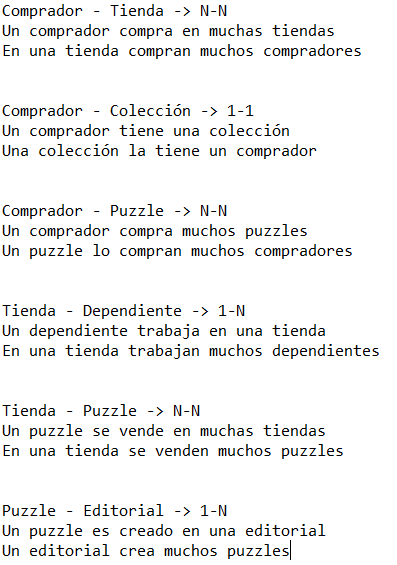 Comprador - Tienda -> N-N
Un comprador compra en muchas tiendas
En una tienda compran muchos compradores
Comprador - Colección -> 1-1
Un comprador tiene una colección
Una colección la tiene un comprador
Comprador - Puzzle -> N-N
Un comprador compra muchos puzzles
Un puzzle lo compran muchos compradores
Tienda - Dependiente -> 1-N
Un dependiente trabaja en una tienda
En una tienda trabajan muchos dependientes
Tienda - Puzzle -> N-N
Un puzzle se vende en muchas tiendas
En una tienda se venden muchos puzzles
Puzzle - Editorial -> 1-N
Un puzzle es creado en una editorial
Un editorial crea muchos puzzles